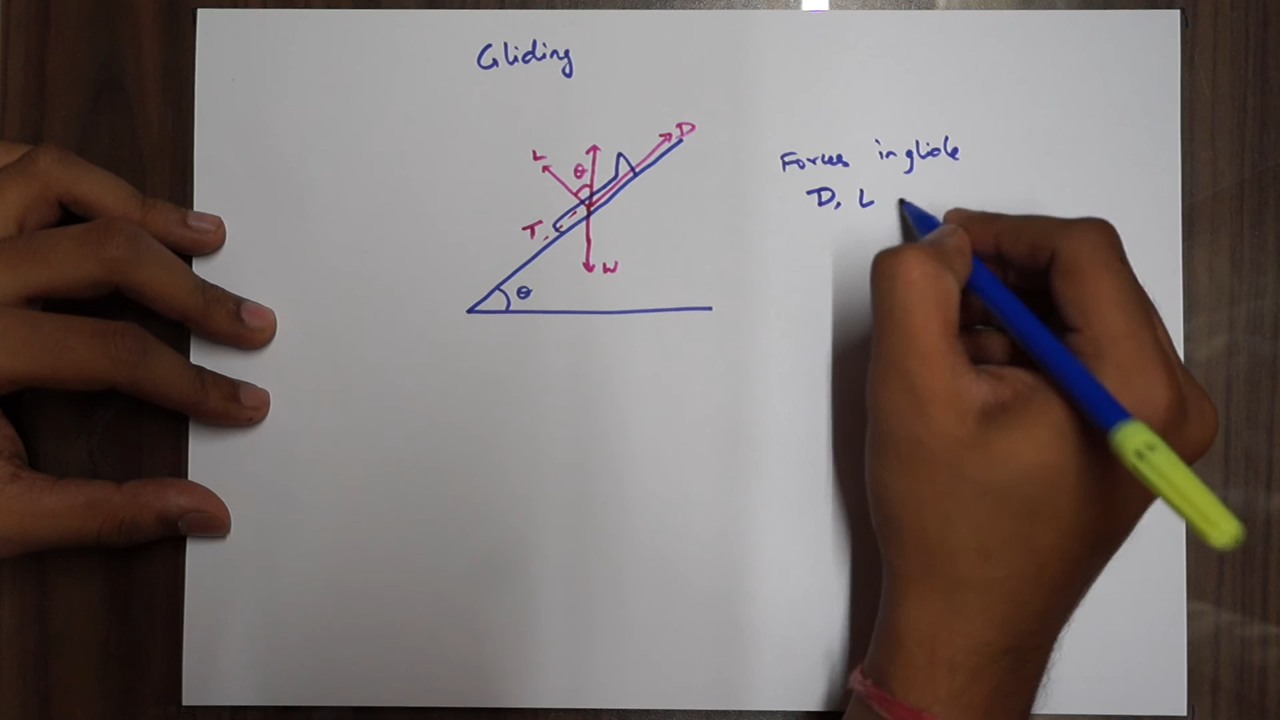 Gliding
D
L
θ
T
W
θ
Forces in glide
D, L